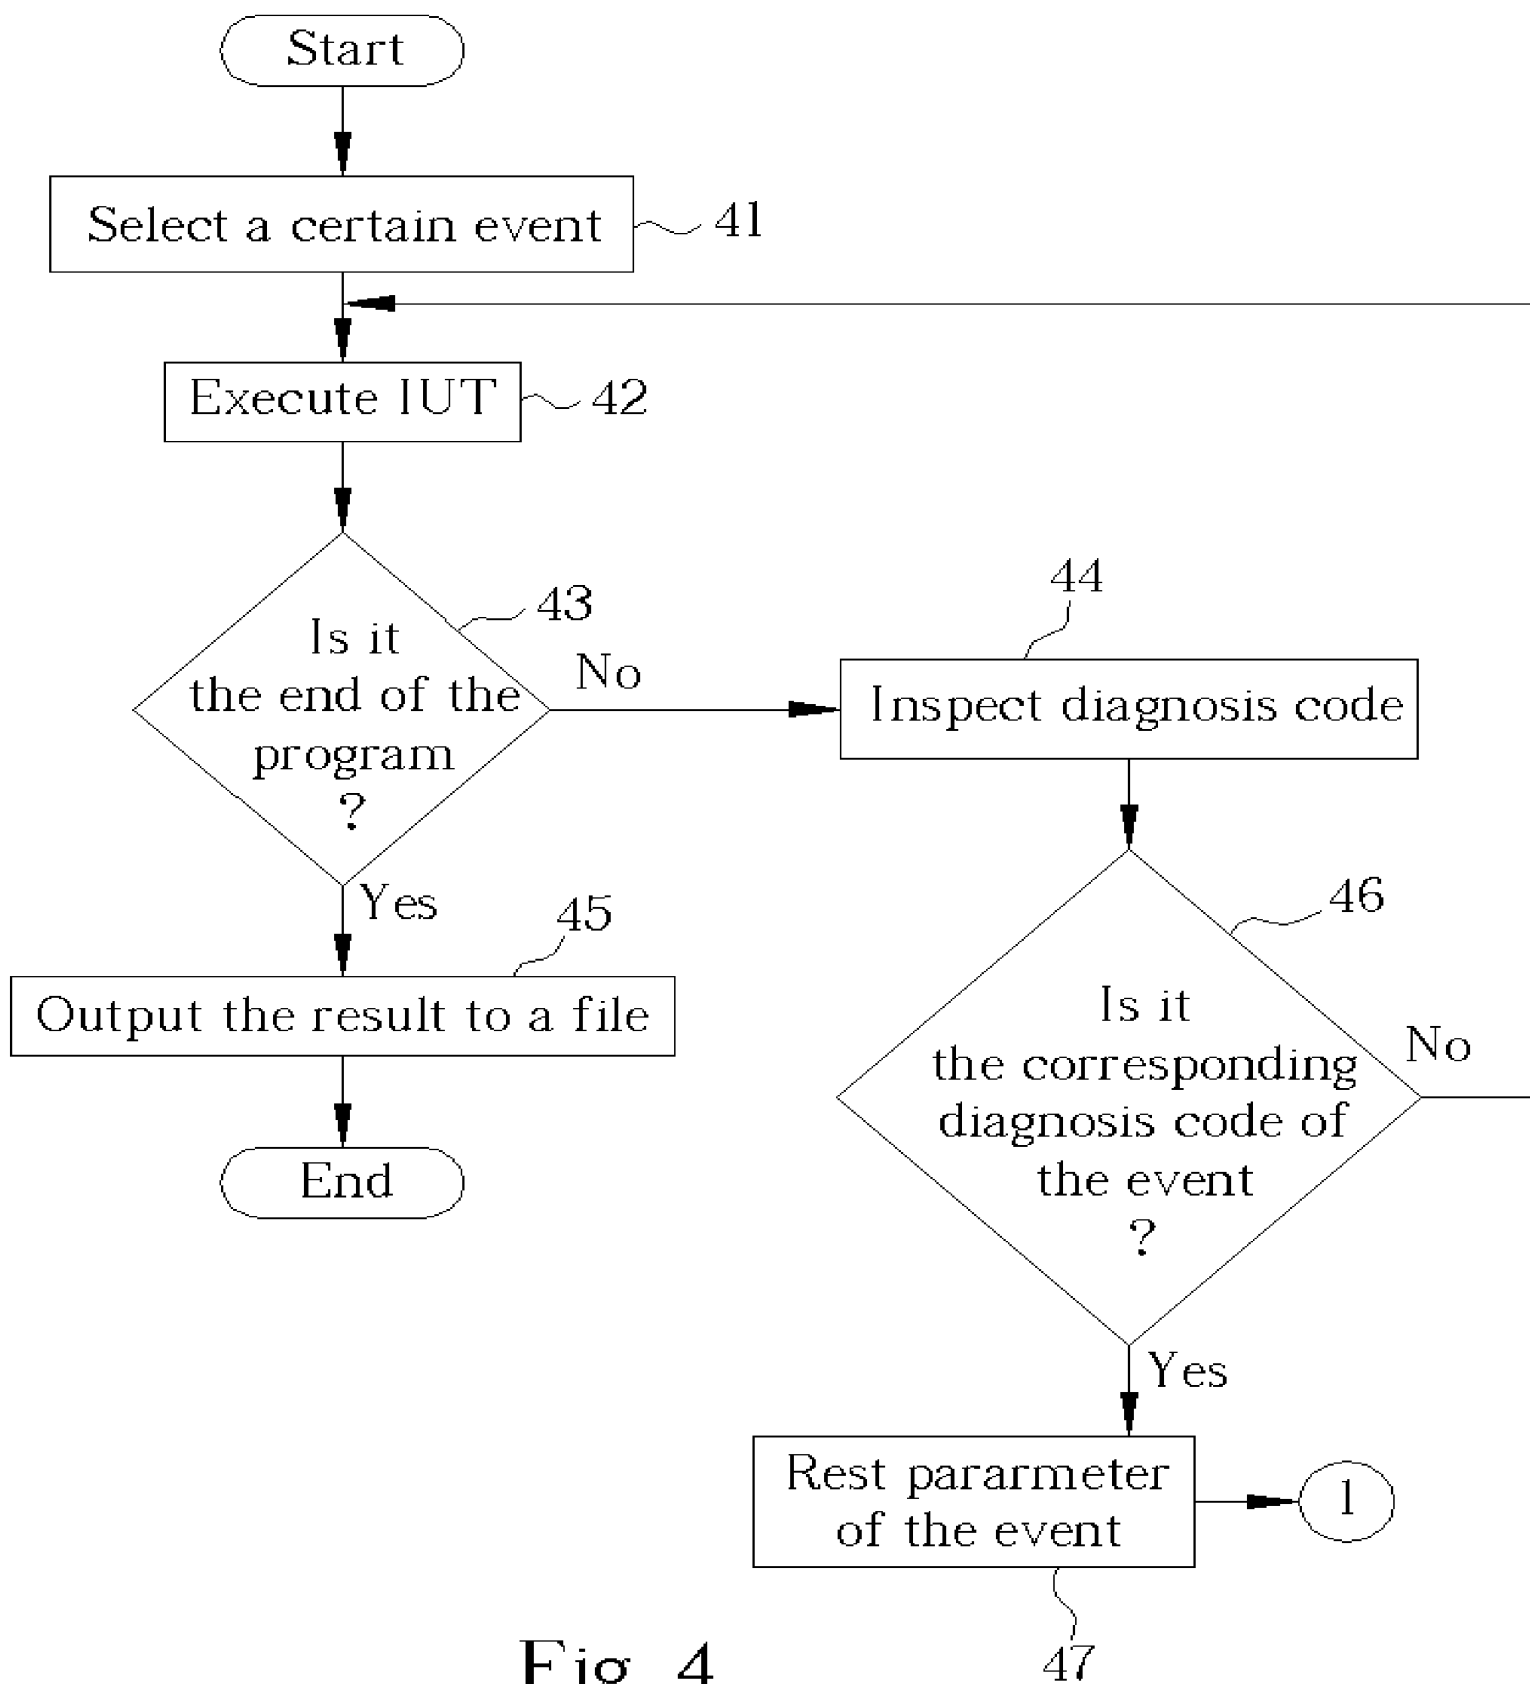 Start
Select a certain event
41
Execute IUT
42
43
Is it
the end of the
program
?
No
Yes
44
Inspect diagnosis code
45
Output the result to a file
End
46
Is it
the corresponding
diagnosis code of
the event
?
No
Yes
Rest pararmeter
of the event
1
47
Fig 4